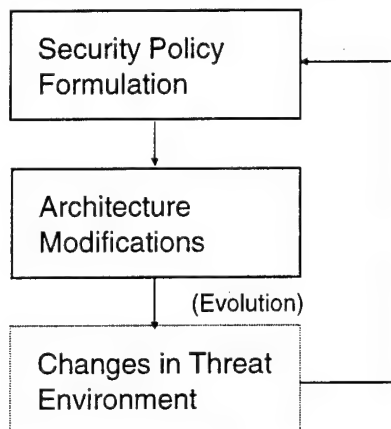 Security Policy
Formulation
Architecture
Modifications
(Evolution)
Changes in Threat
Environment